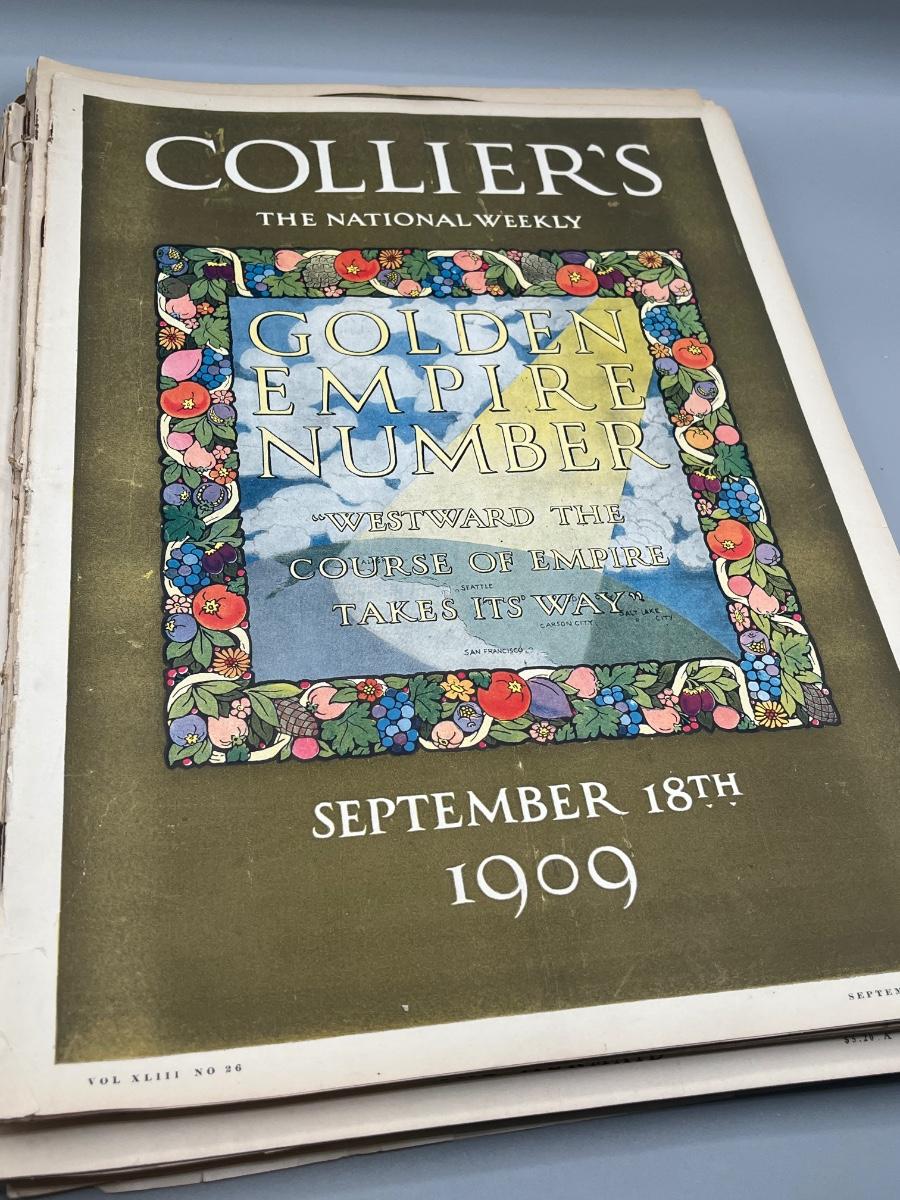 COLLIER'S
THE NATIONAL WEEKLY
GOLDEN
EMPIRE
NUMBER
"WESTWARD THE
COURSE OF EMPIRE
SEATTLE
TAKES ITS WAY"
SALT LAKE
CITY
CARSON CITY
SAN FRANCISCO
SEPTEMBER 18TH
1909
VOL XLIII NO 26